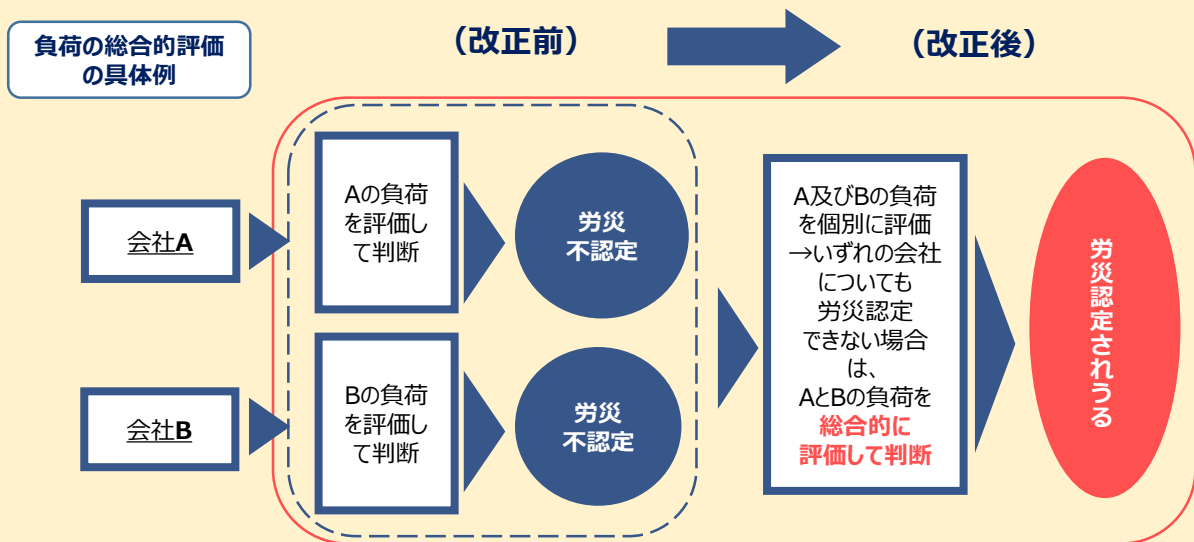 負荷の総合的評価
の具体例
（改正前）
（改正後）
会社A
Aの負荷
を評価し
て判断
労災
不認定
会社B
Bの負荷
を評価し
て判断
労災
不認定
A及びBの負荷
を個別に評価
→いずれの会社
についても
労災認定
できない場合
は、
AとBの負荷を
総合的に
評価して判断
労災認定されうる